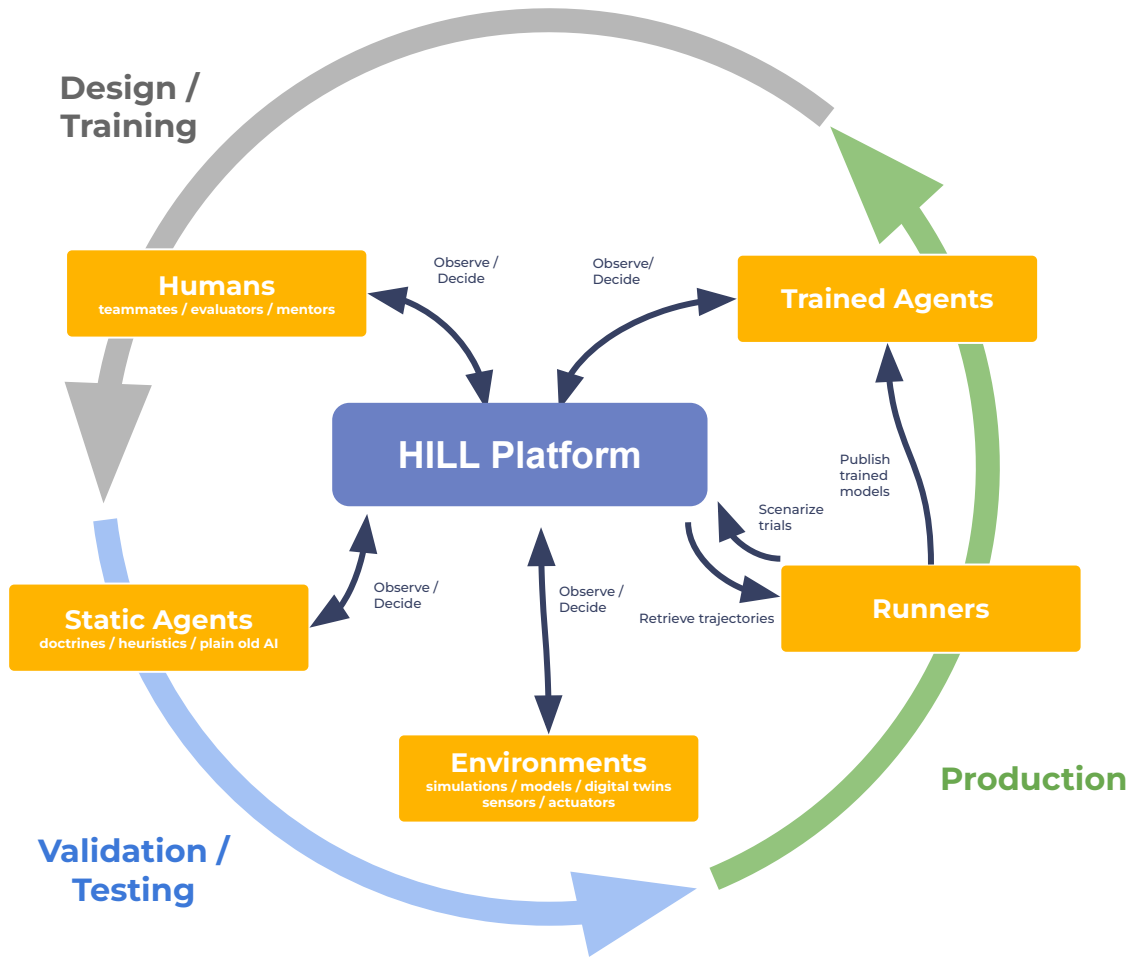 Design /
Training
Humans
teammates / evaluators / mentors
Observe /
Decide
Observe/
Decide
Trained Agents
HILL Platform
Publish
trained
models
Scenarize
trials
Static Agents
doctrines / heuristics / plain old AI
Observe /
Decide
Observe /
Decide
Retrieve trajectories
Runners
Environments
simulations / models / digital twins
sensors / actuators
Production
Validation /
Testing